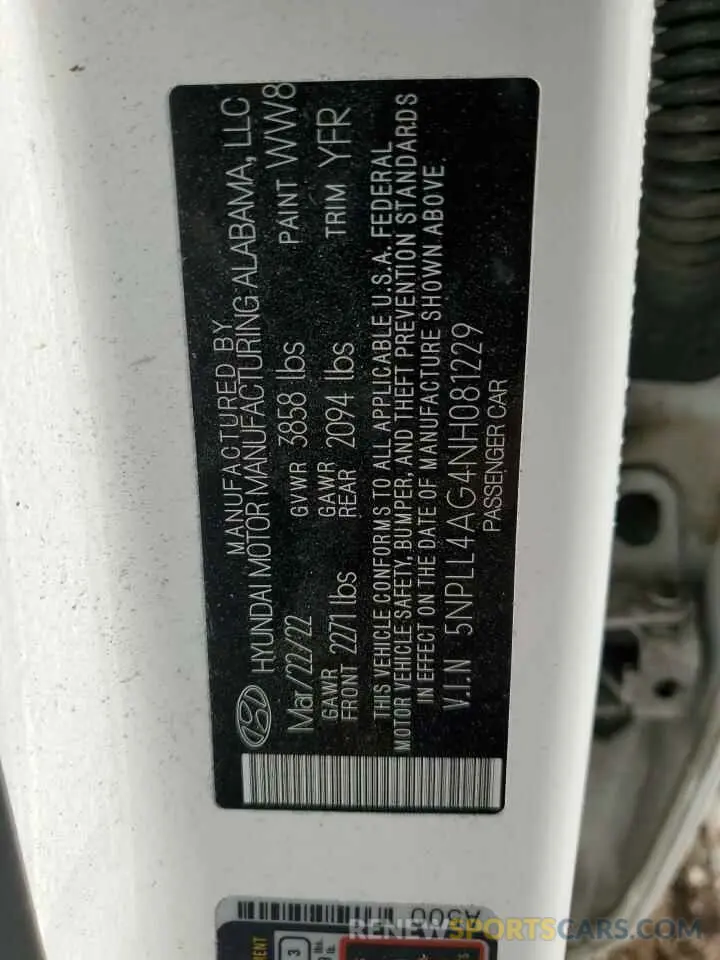 MANUFACTURED BY
HYUNDAI MOTOR MANUFACTURING ALABAMA, LLC
Mar/22/22 GVWR 3858 lbs PAINT WW8
GAWR FRONT 2271 lbs GAWR REAR 2094 lbs TRIM YFR
THIS VEHICLE CONFORMS TO ALL APPLICABLE U.S.A. FEDERAL
MOTOR VEHICLE SAFETY, BUMPER, AND THEFT PREVENTION STANDARDS
IN EFFECT ON THE DATE OF MANUFACTURE SHOWN ABOVE.
V.I.N 5NPLL4AG4NH081229
PASSENGER CAR
A500
3
RENEWSPORTSCARS.COM